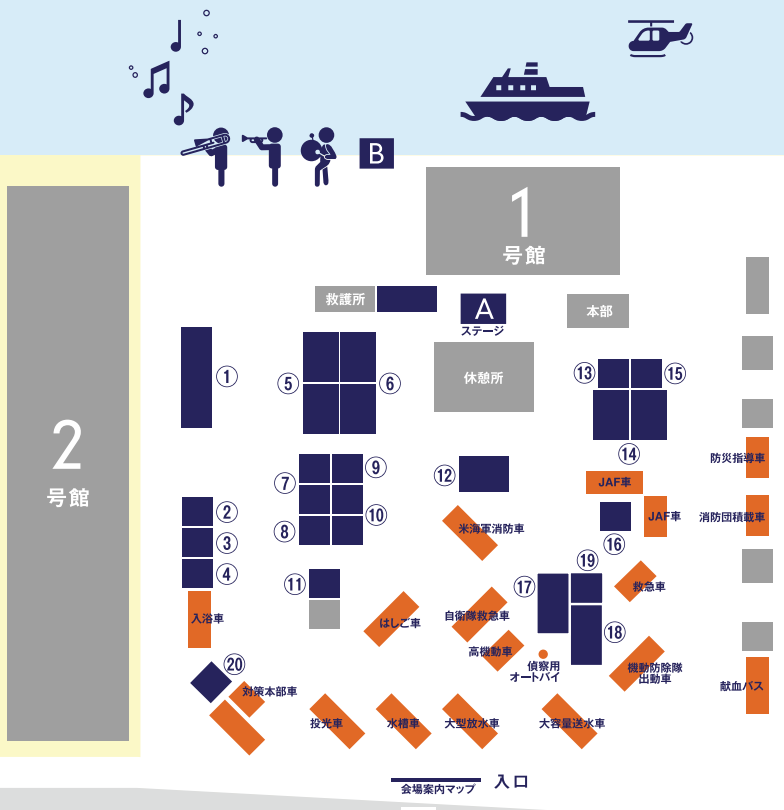 B
1
号館
救護所
A
ステージ
本部
休憩所
①
⑤
⑥
⑬
⑮
2
号館
⑭
防災指導車
⑨
⑦
⑫
JAF車
②
⑩
JAF車
消防団積載車
⑧
米海軍消防車
③
⑯
④
⑪
⑲
⑰
救急車
入浴車
はしご車
自衛隊救急車
⑱
高機動車
偵察用
オートバイ
機動防除隊
出動車
⑳
対策本部車
献血バス
投光車
水槽車
大型放水車
大容量送水車
入口
会場案内マップ